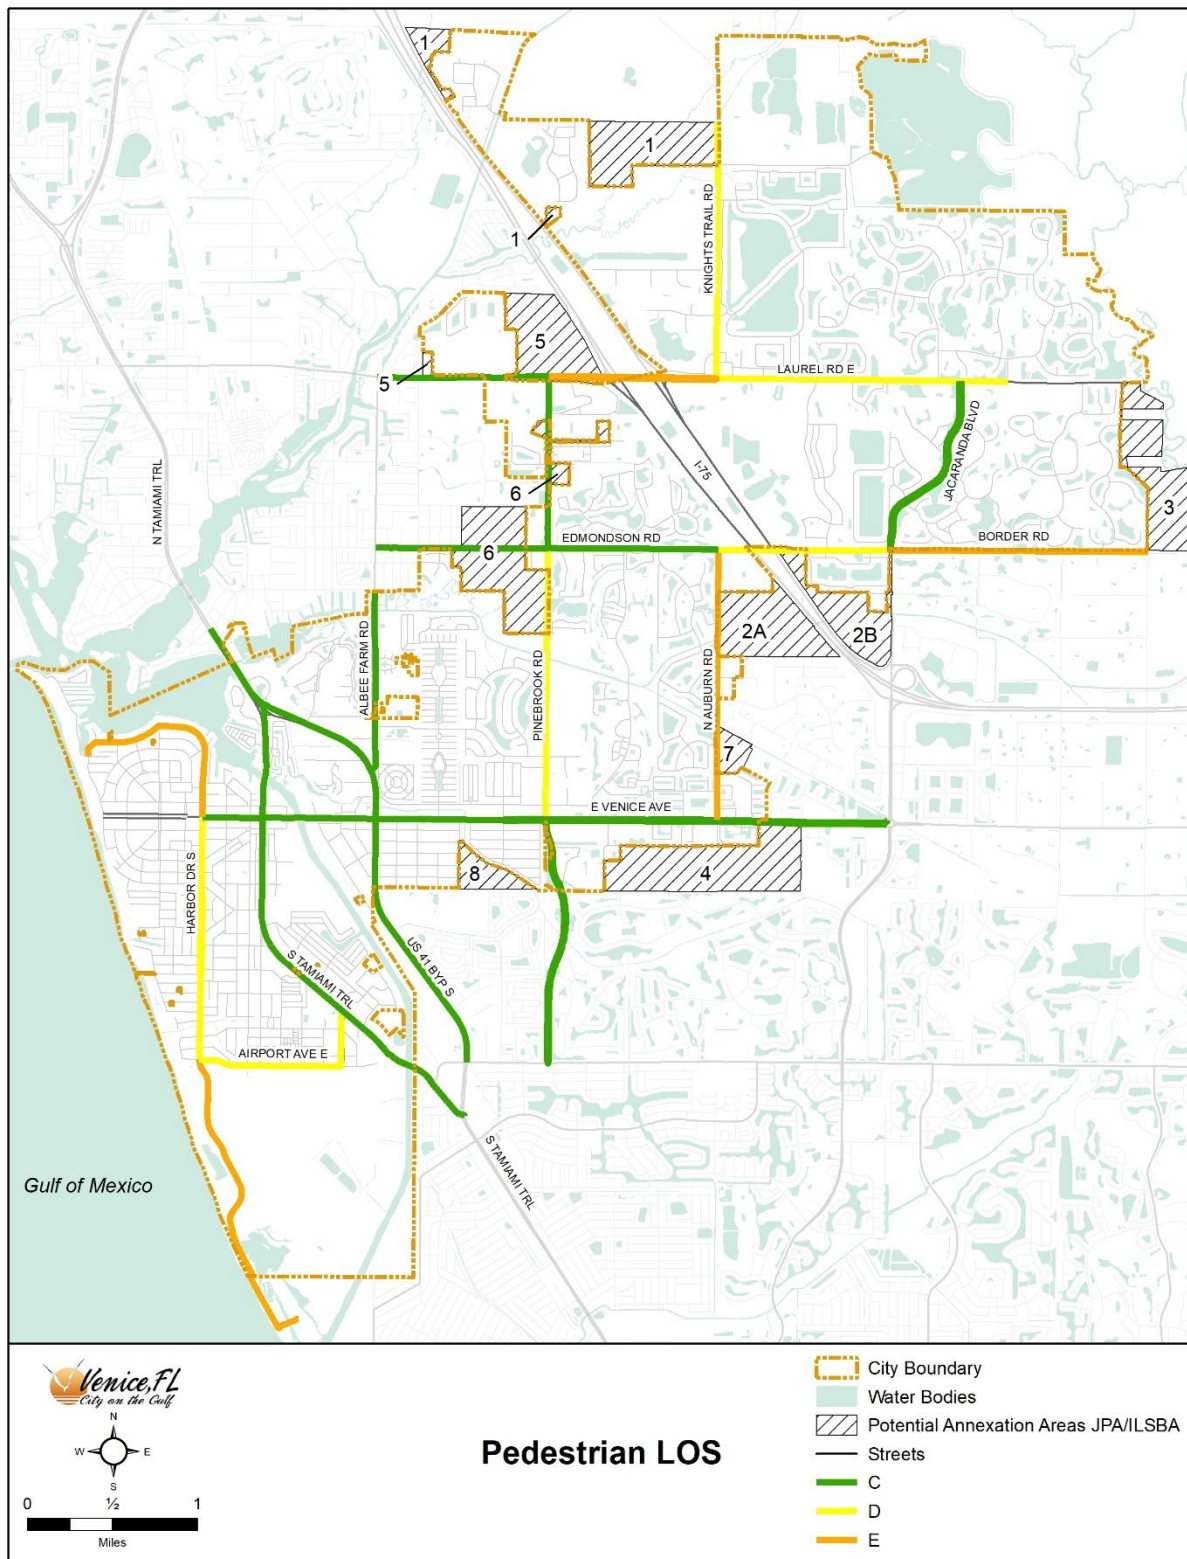 1
1
1
KNIGHTS TRAIL RD
5
LAUREL RD E
5
JACARANDA BLVD
I-75
N TAMIAMI TRL
6
3
EDMONDSON RD
BORDER RD
6
2A
2B
ALBEE FARM RD
PINEBROOK RD
N AUBURN RD
7
E VENICE AVE
8
4
HARBOR DR S
US 41 BYP S
S TAMIAMI TRL
AIRPORT AVE E
S TAMIAMI TRL
Gulf of Mexico
Venice, FL
City on the Gulf
N
W E
S
0 ½ 1
Miles
Pedestrian LOS
City Boundary
Water Bodies
Potential Annexation Areas JPA/ILSBA
Streets
C
D
E